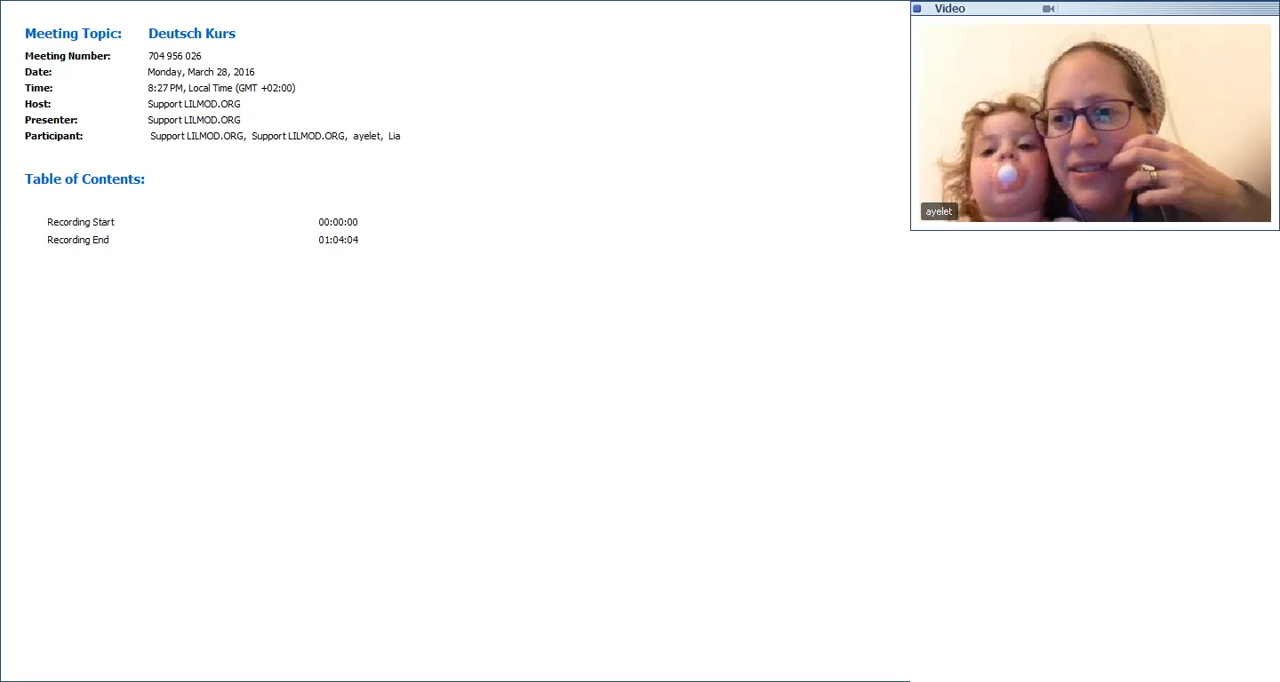 Meeting Topic: Deutsch Kurs
Meeting Number: 704 956 026
Date: Monday, March 28, 2016
Time: 8:27 PM, Local Time (GMT +02:00)
Host: Support LILMOD.ORG
Presenter: Support LILMOD.ORG
Participant: Support LILMOD.ORG, Support LILMOD.ORG, ayelet, Lia
Table of Contents:
Recording Start 00:00:00
Recording End 01:04:04
Video
ayelet